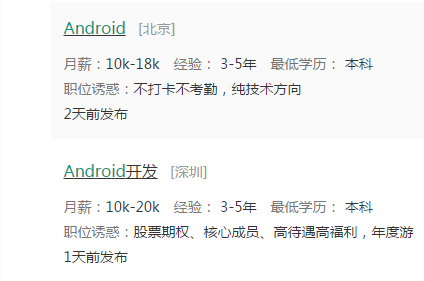 Android [北京]
月薪：10k-18k 经验： 3-5年 最低学历： 本科
职位诱惑：不打卡不考勤，纯技术方向
2天前发布
Android开发 [深圳]
月薪：10k-20k 经验： 3-5年 最低学历： 本科
职位诱惑：股票期权、核心成员、高待遇高福利，年度游
1天前发布